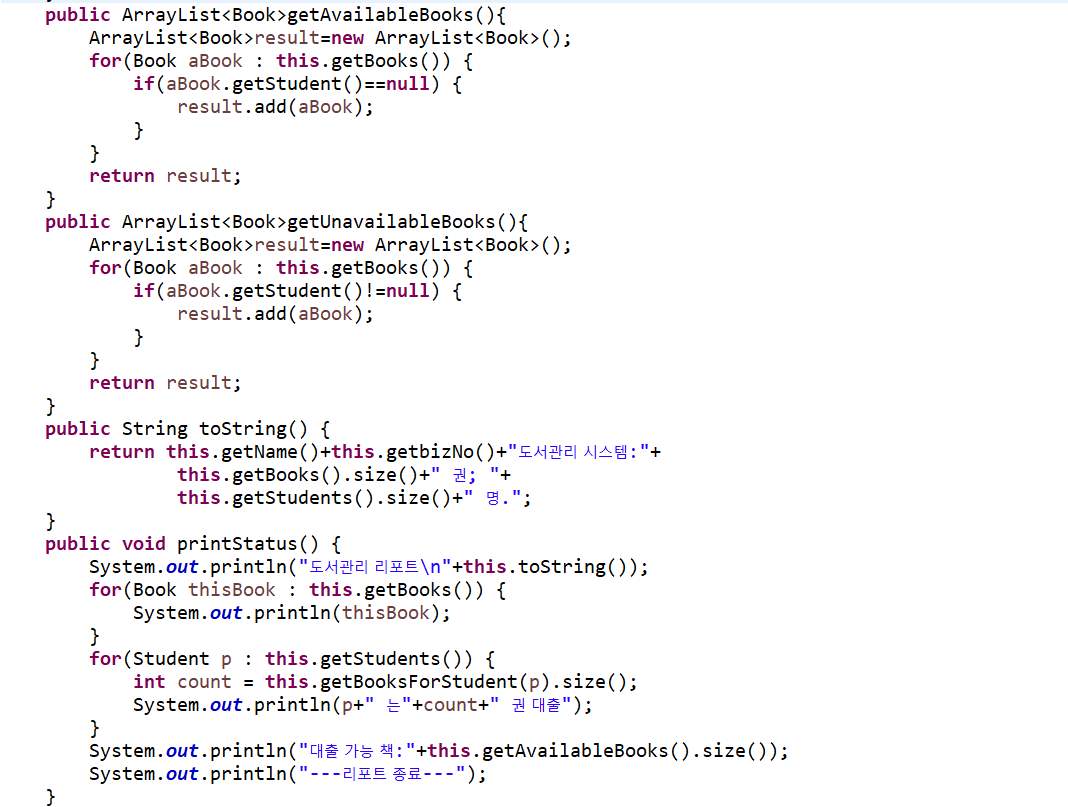 public ArrayList<Book>getAvailableBooks(){
ArrayList<Book>result=new ArrayList<Book>();
for(Book aBook : this.getBooks()) {
if(aBook.getStudent()==null) {
result.add(aBook);
}
}
return result;
}
public ArrayList<Book>getUnavailableBooks(){
ArrayList<Book>result=new ArrayList<Book>();
for(Book aBook : this.getBooks()) {
if(aBook.getStudent()!=null) {
result.add(aBook);
}
}
return result;
}
public String toString() {
return this.getName()+this.getbizNo()+"도서관리 시스템:"+
this.getBooks().size()+" 권; "+
this.getStudents().size()+" 명.";
}
public void printStatus() {
System.out.println("도서관리 리포트\n"+this.toString());
for(Book thisBook : this.getBooks()) {
System.out.println(thisBook);
}
for(Student p : this.getStudents()) {
int count = this.getBooksForStudent(p).size();
System.out.println(p+" 는"+count+" 권 대출");
}
System.out.println("대출 가능 책:"+this.getAvailableBooks().size());
System.out.println("---리포트 종료---");
}